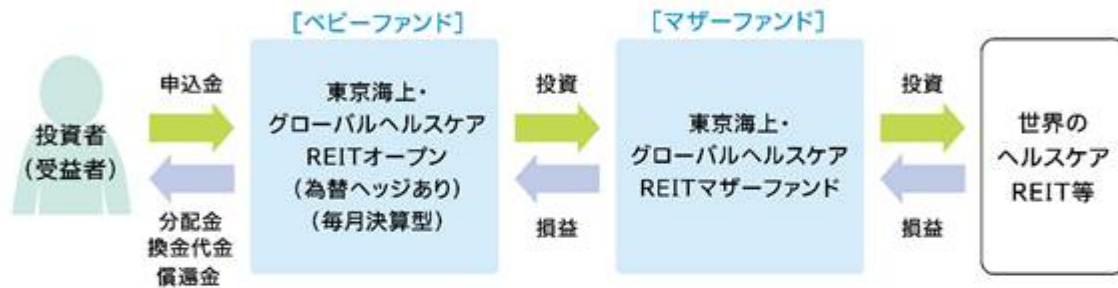 [ベビーファンド]
[マザーファンド]
投資者
(受益者)
申込金
分配金
換金代金
償還金
東京海上・
グローバルヘルスケア
REITオープン
(為替ヘッジあり)
(毎月決算型)
投資
損益
東京海上・
グローバルヘルスケア
REITマザーファンド
投資
損益
世界の
ヘルスケア
REIT等